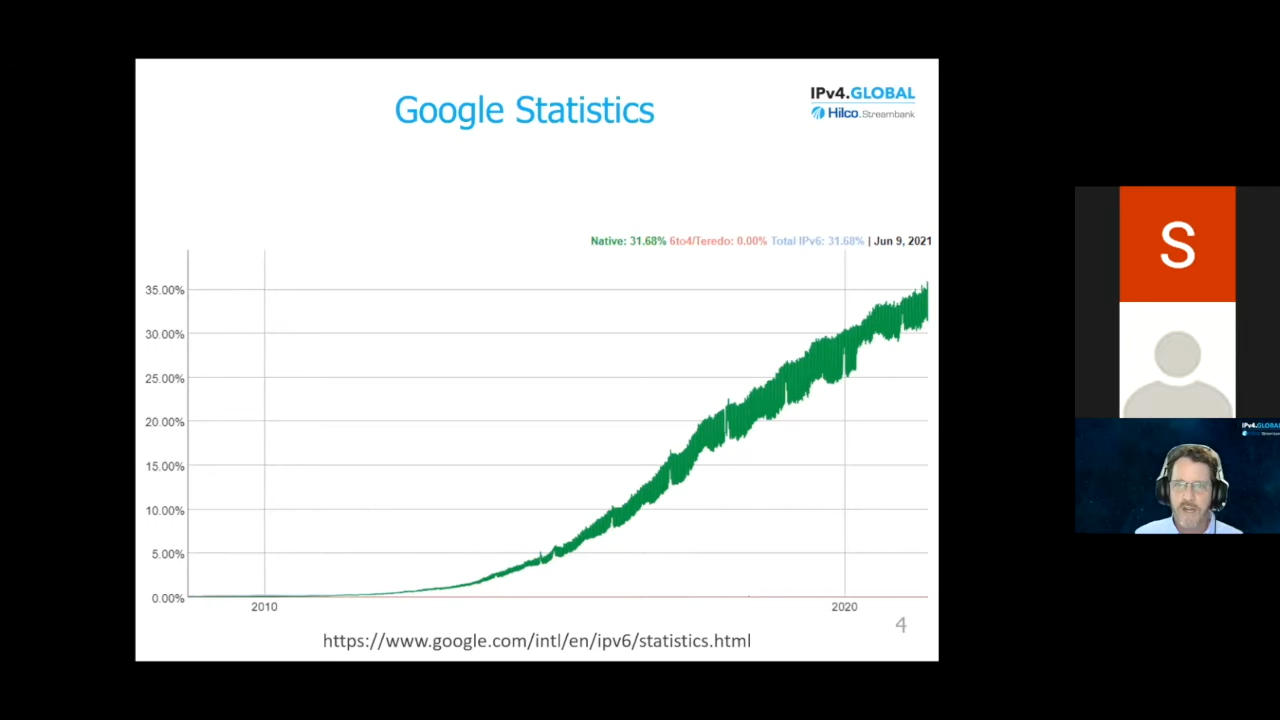 Google Statistics
IPv4.GLOBAL
Hilco.Streambank
Native: 31.68% 6to4/Teredo: 0.00% Total IPv6: 31.68% | Jun 9, 2021
35.00%
30.00%
25.00%
20.00%
15.00%
10.00%
5.00%
0.00%
2010
2020
https://www.google.com/intl/en/ipv6/statistics.html
4
S
IPv4.GLOBAL